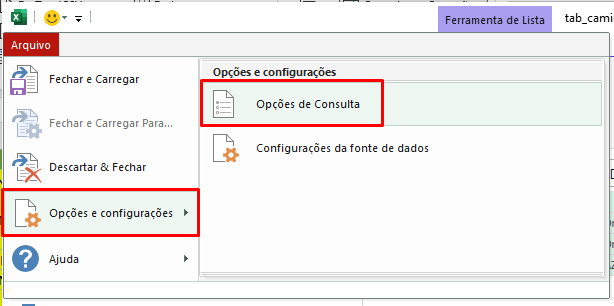 Ferramenta de Lista
tab_cami
Arquivo
Fechar e Carregar
Fechar e Carregar Para...
Descartar & Fechar
Opções e configurações
Ajuda
Opções e configurações
Opções de Consulta
Configurações da fonte de dados